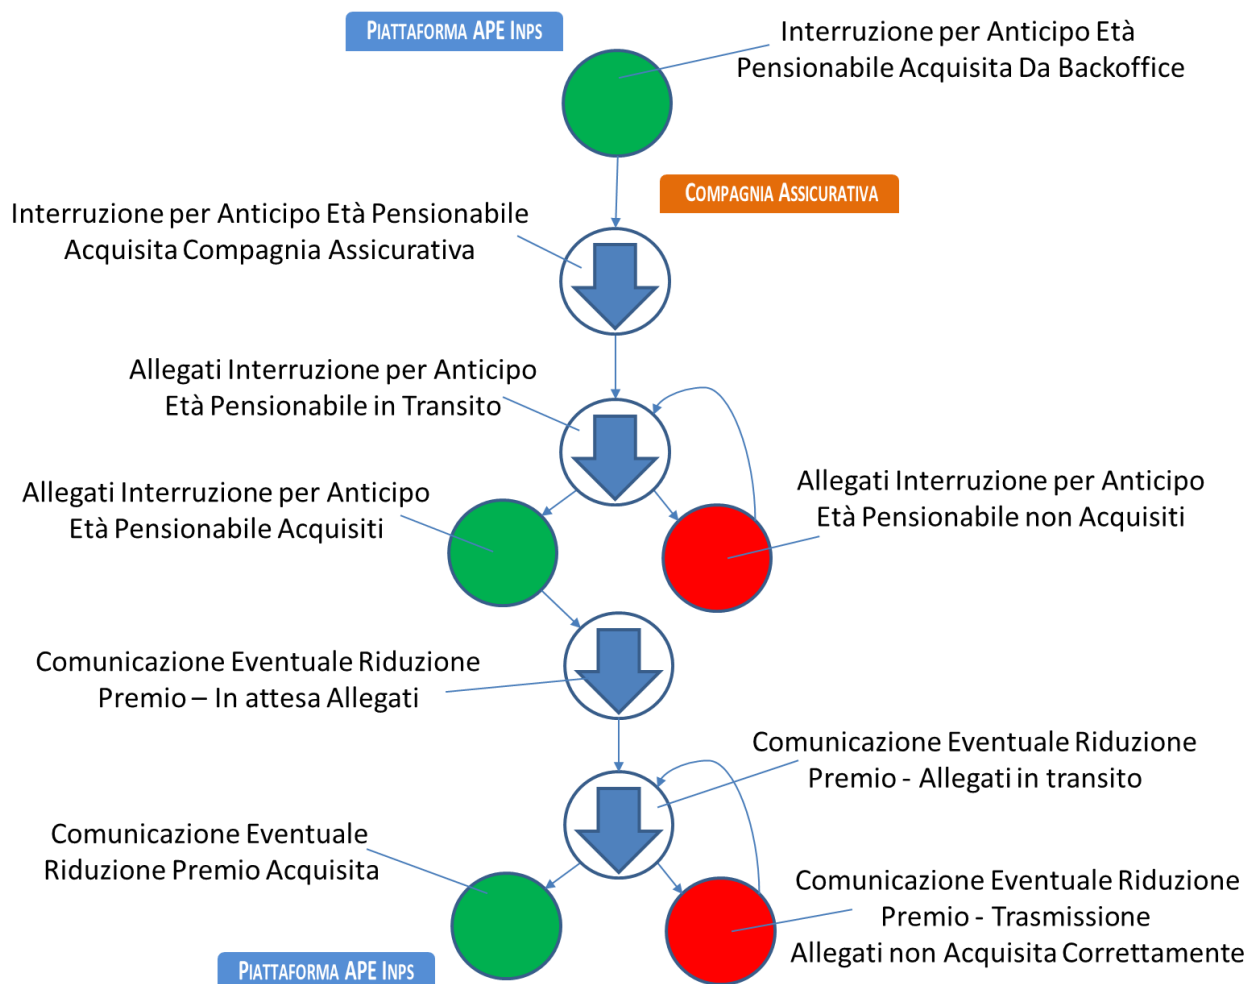 PIATTAFORMA APE INPS
Interruzione per Anticipo Età
Pensionabile Acquisita Da Backoffice
COMPAGNIA ASSICURATIVA
Interruzione per Anticipo Età Pensionabile
Acquisita Compagnia Assicurativa
Allegati Interruzione per Anticipo
Età Pensionabile in Transito
Allegati Interruzione per Anticipo
Età Pensionabile Acquisiti
Allegati Interruzione per Anticipo
Età Pensionabile non Acquisiti
Comunicazione Eventuale Riduzione
Premio – In attesa Allegati
Comunicazione Eventuale Riduzione
Premio - Allegati in transito
Comunicazione Eventuale
Riduzione Premio Acquisita
Comunicazione Eventuale Riduzione
Premio - Trasmissione
Allegati non Acquisita Correttamente
PIATTAFORMA APE INPS